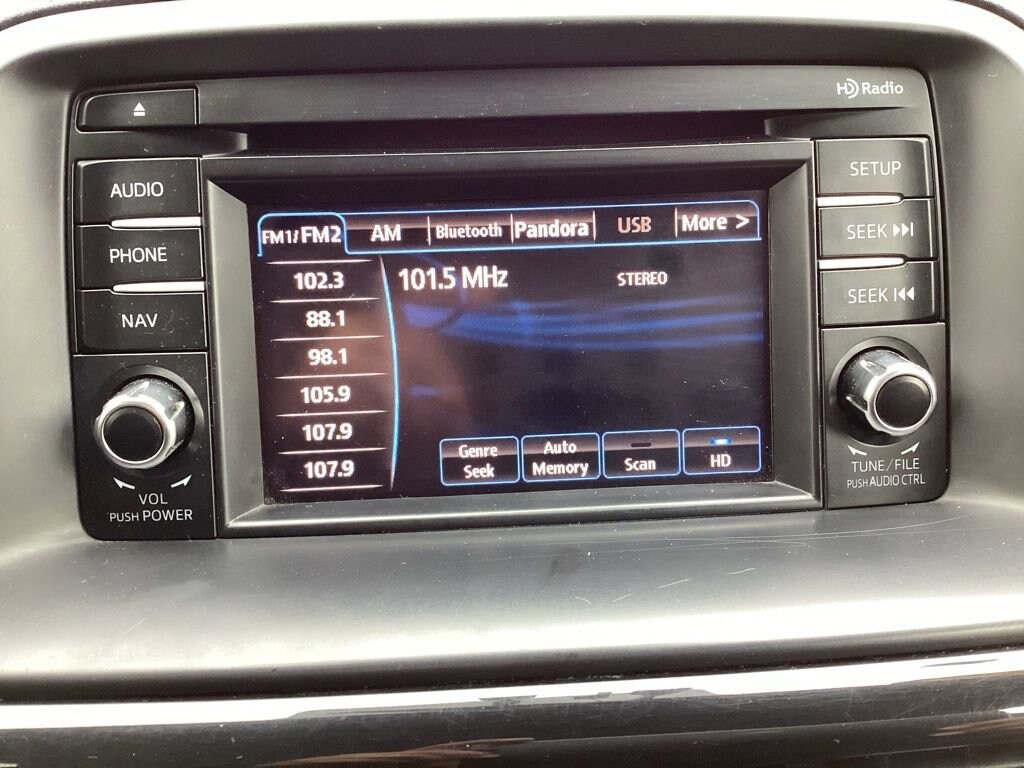 HD Radio
AUDIO
PHONE
NAV
VOL
PUSH POWER
FM1/FM2 AM Bluetooth Pandora USB More >
102.3
88.1
98.1
105.9
107.9
107.9
101.5 MHz STEREO
Genre
Seek
Auto
Memory
Scan
HD
SETUP
SEEK
SEEK
TUNE/FILE
PUSH AUDIO CTRL